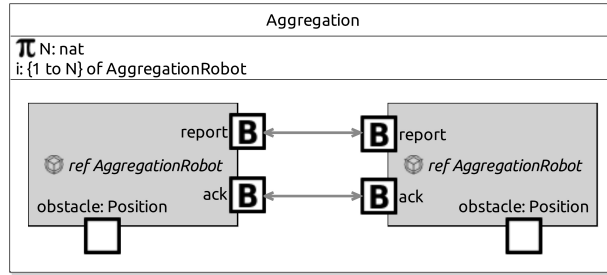 Aggregation
π N: nat
i: {1 to N} of AggregationRobot
report B B report
ref AggregationRobot ref AggregationRobot
ack B B ack
obstacle: Position obstacle: Position